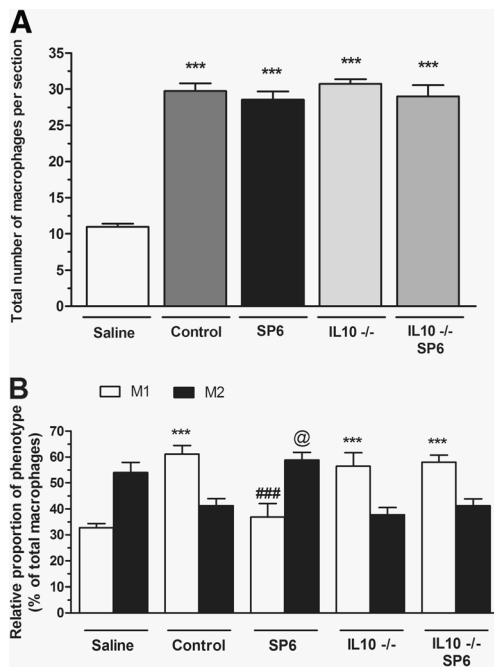 A
Total number of macrophages per section
35
30
25
20
15
10
5
0
***
***
***
***
Saline
Control
SP6
IL10 -/-
IL10 -/-
SP6
B
M1
M2
Relative proportion of phenotype
(% of total macrophages)
70
60
50
40
30
20
10
0
***
###
@
***
***
Saline
Control
SP6
IL10 -/-
IL10 -/-
SP6